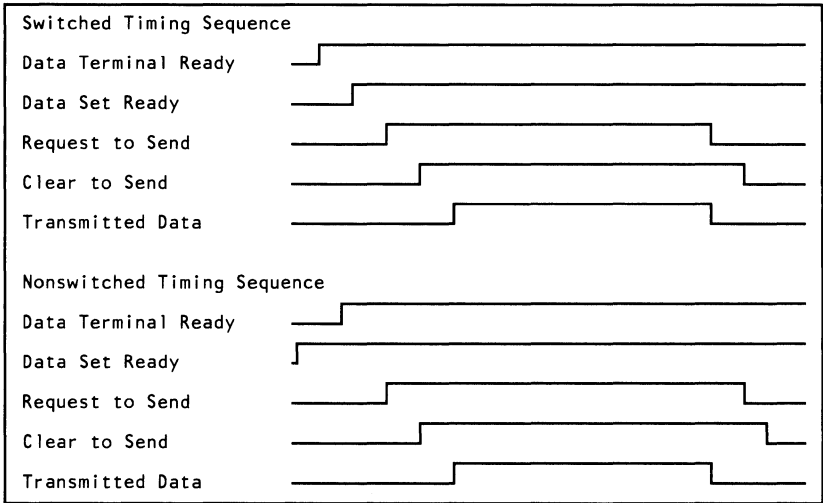 Switched Timing Sequence
Data Terminal Ready
Data Set Ready
Request to Send
Clear to Send
Transmitted Data
Nonswitched Timing Sequence
Data Terminal Ready
Data Set Ready
Request to Send
Clear to Send
Transmitted Data